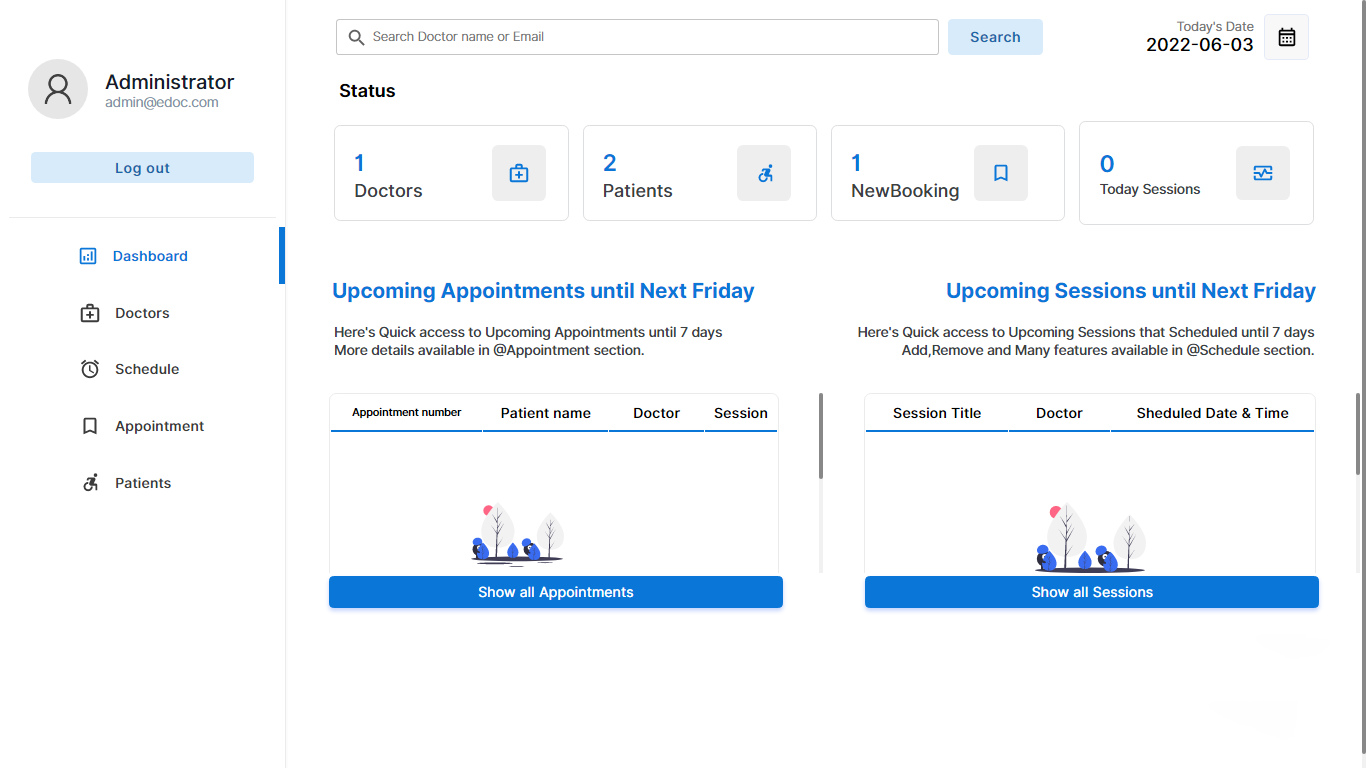 Administrator
admin@edoc.com
Log out
Dashboard
Doctors
Schedule
Appointment
Patients
Search Doctor name or Email
Search
Today's Date
2022-06-03
Status
1
Doctors
2
Patients
1
NewBooking
0
Today Sessions
Upcoming Appointments until Next Friday
Here's Quick access to Upcoming Appointments until 7 days
More details available in @Appointment section.
Appointment number Patient name Doctor Session
Show all Appointments
Upcoming Sessions until Next Friday
Here's Quick access to Upcoming Sessions that Scheduled until 7 days
Add,Remove and Many features available in @Schedule section.
Session Title Doctor Sheduled Date & Time
Show all Sessions